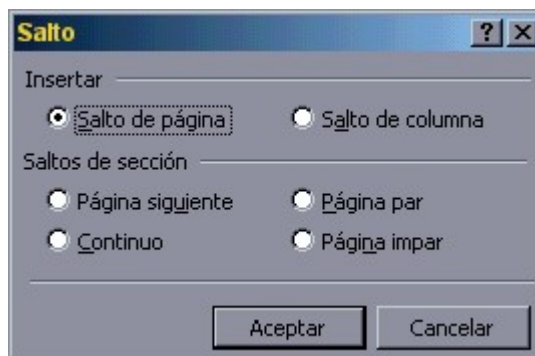 Salto
Insertar
Salto de página Salto de columna
Saltos de sección
Página siguiente Página par
Continuo Página impar
Aceptar Cancelar